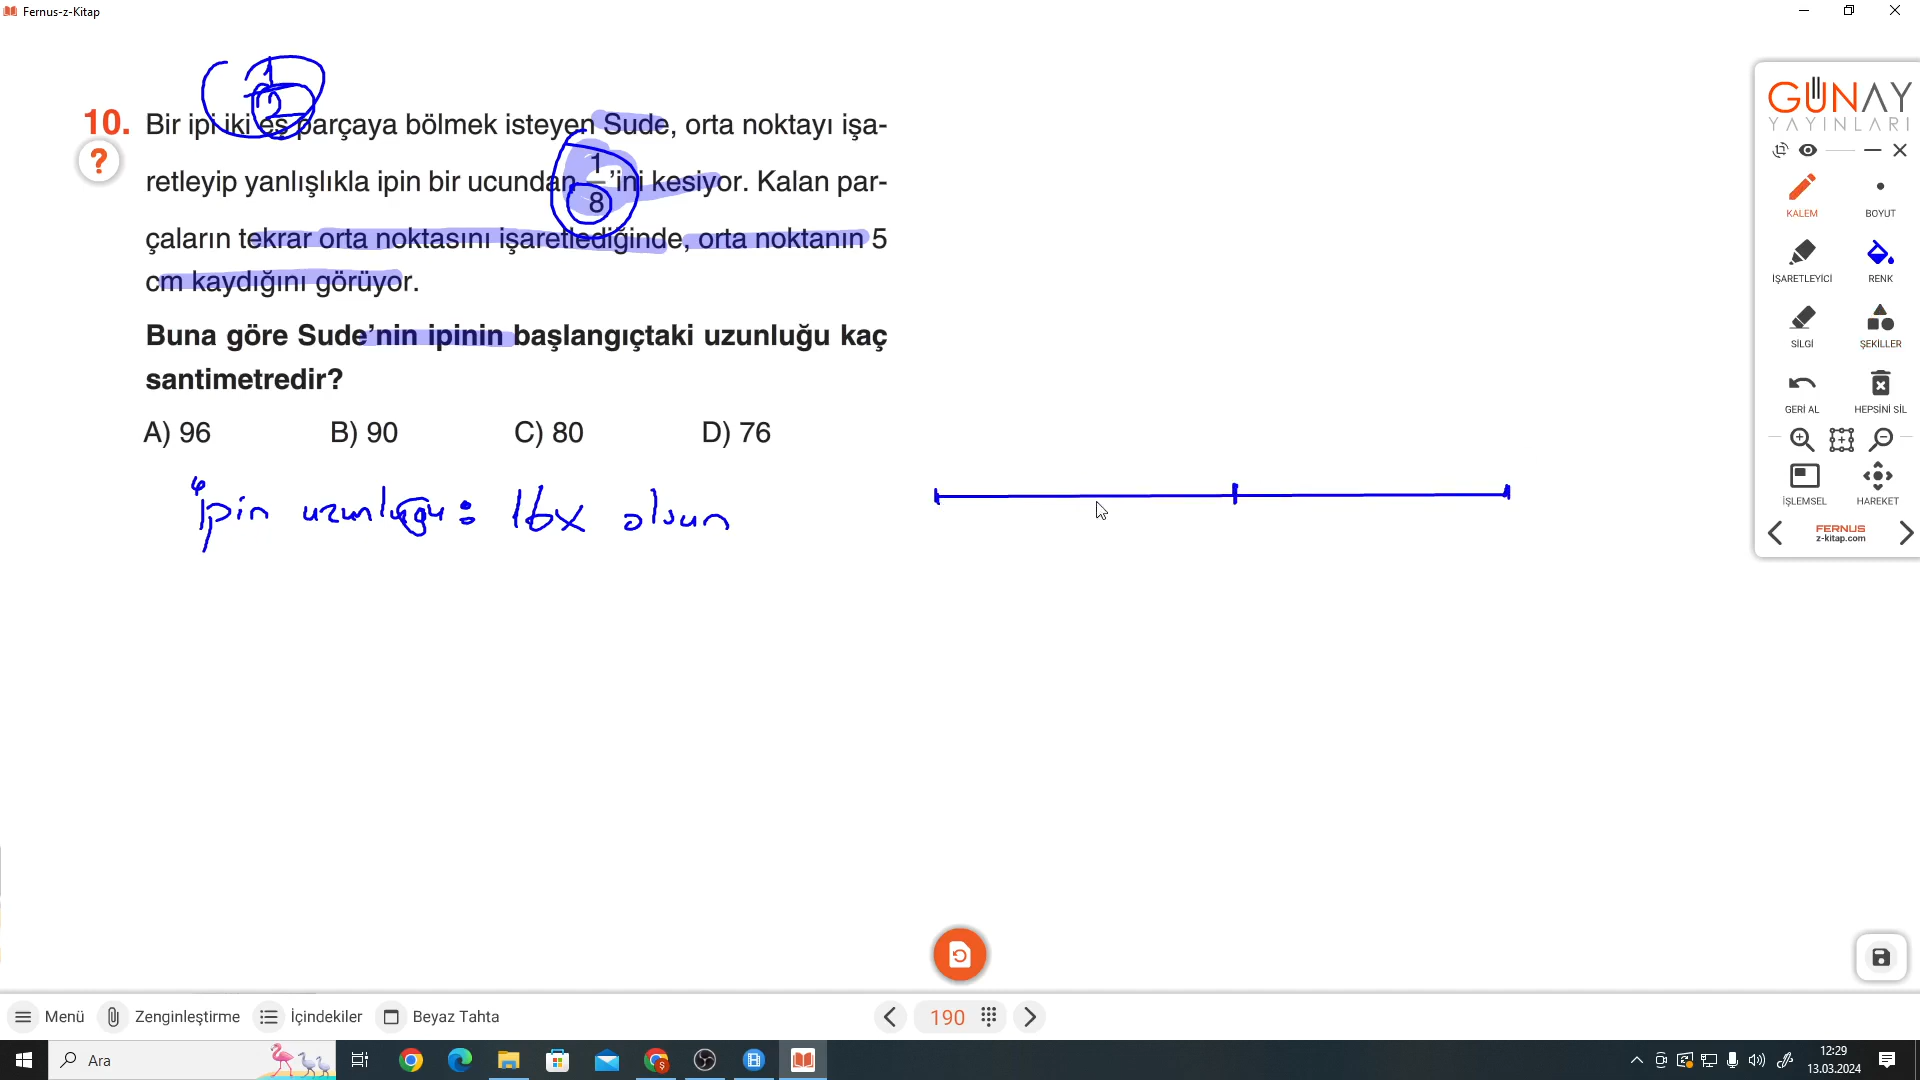 Fernus-z-Kitap
1
2
10. Bir ipi iki eş parçaya bölmek isteyen Sude, orta noktayı işa-
? retleyip yanlışlıkla ipin bir ucundan 1/8 'ini kesiyor. Kalan par-
çaların tekrar orta noktasını işaretlediğinde, orta noktanın 5
cm kaydığını görüyor.
Buna göre Sude'nin ipinin başlangıçtaki uzunluğu kaç
santimetredir?
A) 96 B) 90 C) 80 D) 76
ipin uzunluğu: 16x olsun
GÜNAY
YAYINLARI
KALEM BOYUT
İŞARETLEYİCİ RENK
SİLGİ ŞEKİLLER
GERİ AL HEPSİNİ SİL
İŞLEMSEL HAREKET
FERNUS
z-kitap.com
Menü Zenginleştirme İçindekiler Beyaz Tahta 190
Ara
12:29
13.03.2024